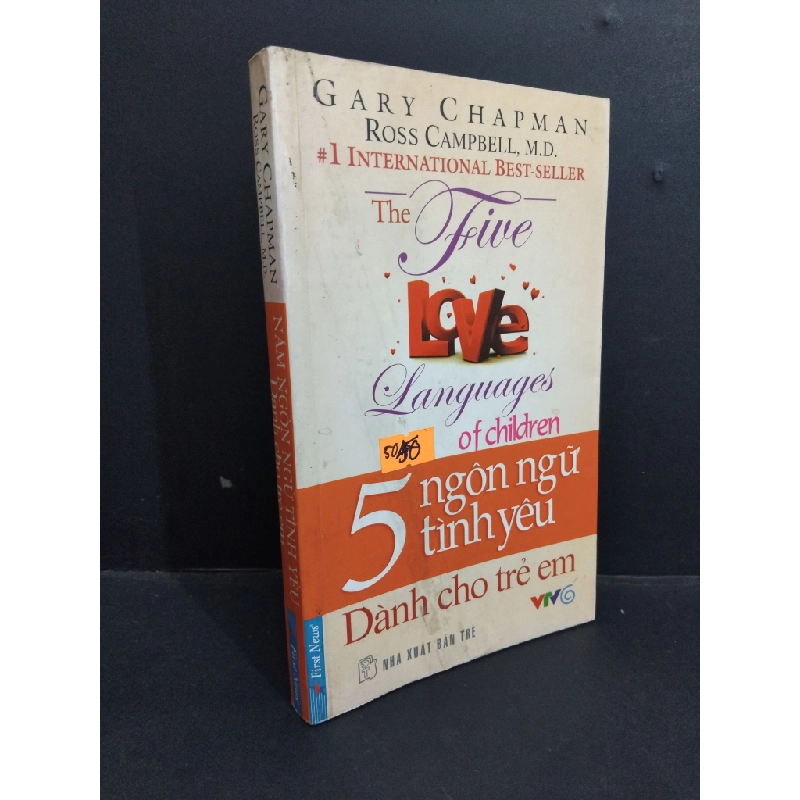 GARY CHAPMAN
ROSS CAMPBELL, M.D.
#1 INTERNATIONAL BEST-SELLER
The Five
Love
Languages
of children
5 ngôn ngữ
tình yêu
Dành cho trẻ em
VTV6
NHÀ XUẤT BẢN TRẺ
GARY CHAPMAN
ROSS CAMPBELL, M.D.
NĂM NGÔN NGỮ TÌNH YÊU
First News